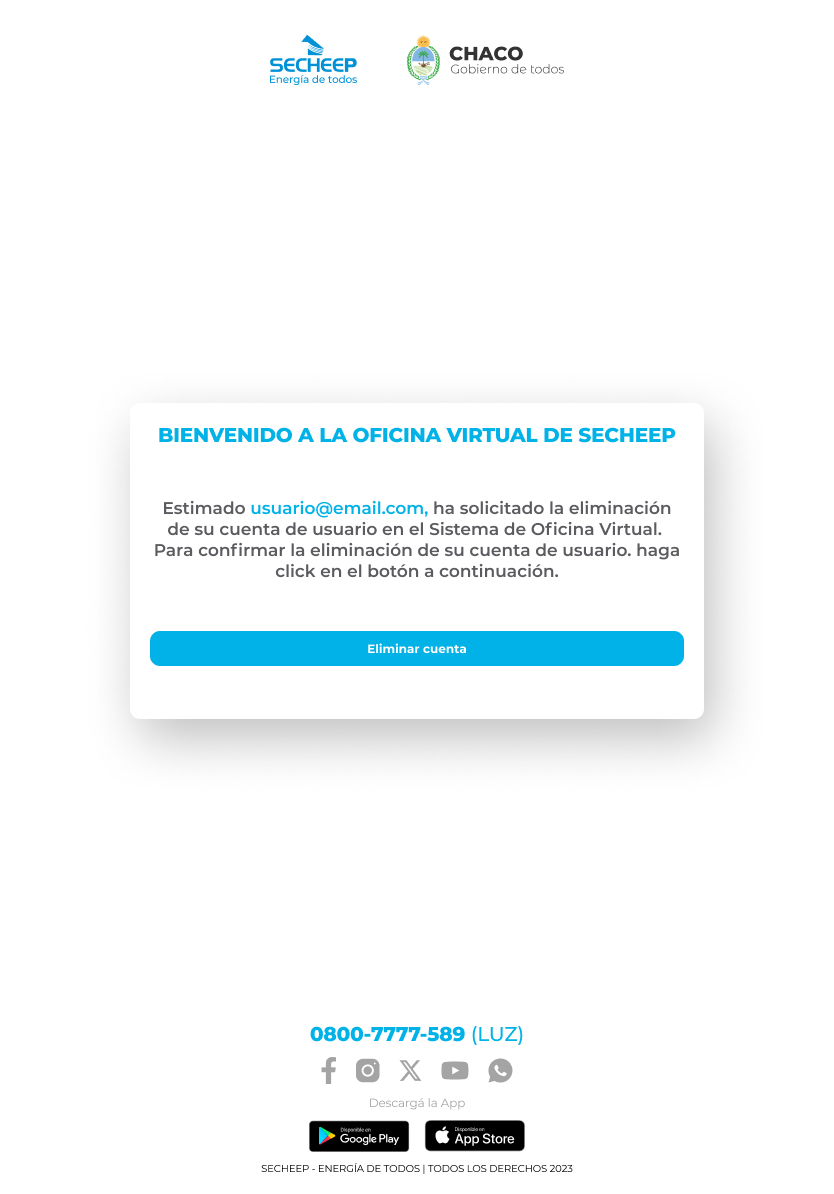 SECHEEP
Energía de todos
CHACO
Gobierno de todos
BIENVENIDO A LA OFICINA VIRTUAL DE SECHEEP
Estimado usuario@email.com, ha solicitado la eliminación
de su cuenta de usuario en el Sistema de Oficina Virtual.
Para confirmar la eliminación de su cuenta de usuario. haga
click en el botón a continuación.
Eliminar cuenta
0800-7777-589 (LUZ)
Descargá la App
Disponible en
Google Play
Disponible en
App Store
SECHEEP - ENERGÍA DE TODOS | TODOS LOS DERECHOS 2023